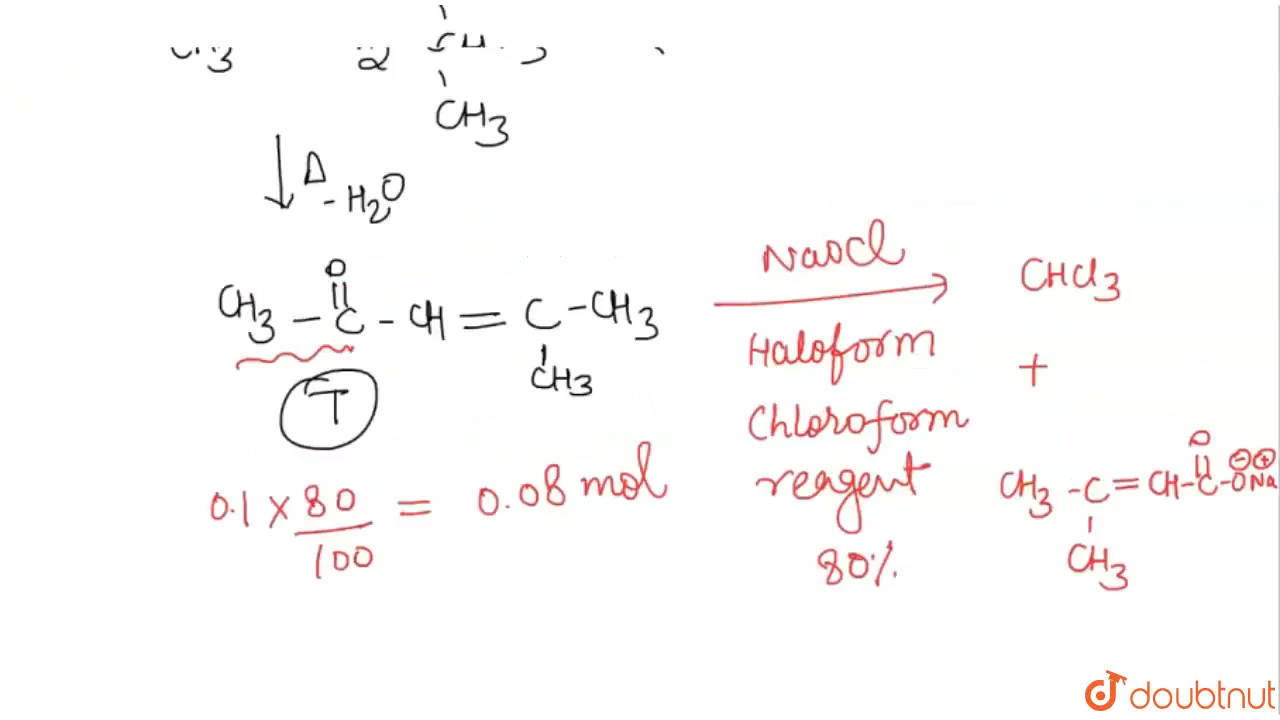 CH3
CH3
Δ
-H2O
O
CH3 - C - CH = C - CH3
CH3
T
0.1 × 80 = 0.08 mol
100
NaOCl
Haloform
Chloroform
reagent
80%
CHCl3
+
O ⊖ ⊕
CH3 - C = CH - C - ONa
CH3
doubtnut